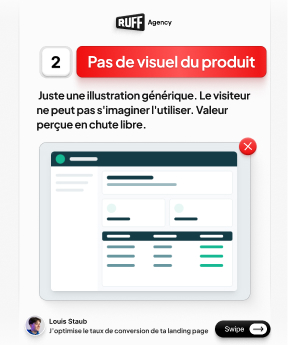 RUFF Agency
2 Pas de visuel du produit
Juste une illustration générique. Le visiteur
ne peut pas s'imaginer l'utiliser. Valeur
perçue en chute libre.
Louis Staub
J'optimise le taux de conversion de ta landing page
Swipe